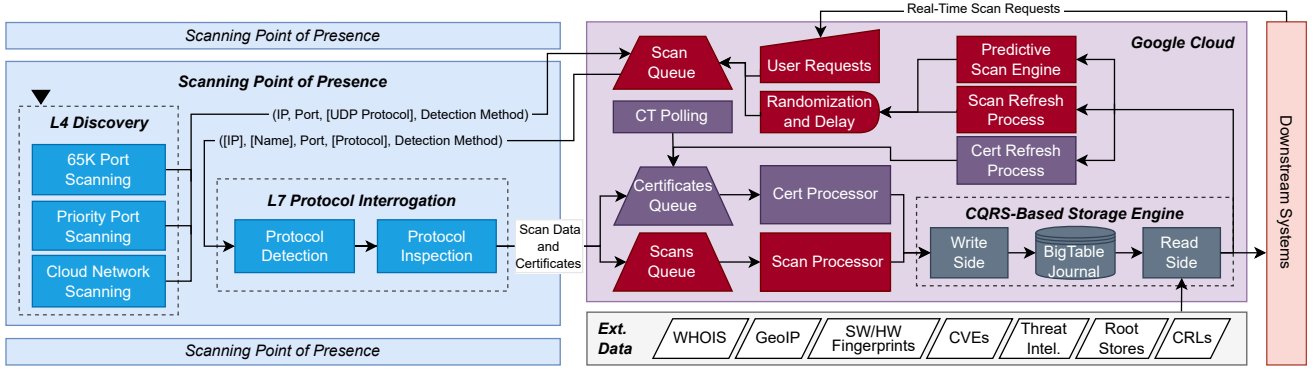 Real-Time Scan Requests
Scanning Point of Presence
Scanning Point of Presence
L4 Discovery
65K Port
Scanning
Priority Port
Scanning
Cloud Network
Scanning
(IP, Port, [UDP Protocol], Detection Method)
([IP], [Name], Port, [Protocol], Detection Method)
L7 Protocol Interrogation
Protocol
Detection
Protocol
Inspection
Scan Data
and
Certificates
Scanning Point of Presence
Google Cloud
Scan
Queue
User Requests
Predictive
Scan Engine
Randomization
and Delay
Scan Refresh
Process
CT Polling
Cert Refresh
Process
Certificates
Queue
Cert Processor
Scans
Queue
Scan Processor
CQRS-Based Storage Engine
Write
Side
BigTable
Journal
Read
Side
Downstream Systems
Ext.
Data
WHOIS
GeoIP
SW/HW
Fingerprints
CVEs
Threat
Intel.
Root
Stores
CRLs